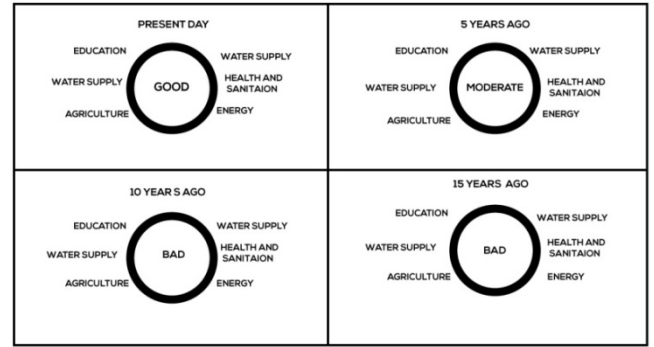 PRESENT DAY
EDUCATION
WATER SUPPLY
WATER SUPPLY
GOOD
HEALTH AND
SANITAION
AGRICULTURE
ENERGY
5 YEARS AGO
EDUCATION
WATER SUPPLY
WATER SUPPLY
MODERATE
HEALTH AND
SANITAION
AGRICULTURE
ENERGY
10 YEAR S AGO
EDUCATION
WATER SUPPLY
WATER SUPPLY
BAD
HEALTH AND
SANITAION
AGRICULTURE
ENERGY
15 YEARS AGO
EDUCATION
WATER SUPPLY
WATER SUPPLY
BAD
HEALTH AND
SANITAION
AGRICULTURE
ENERGY